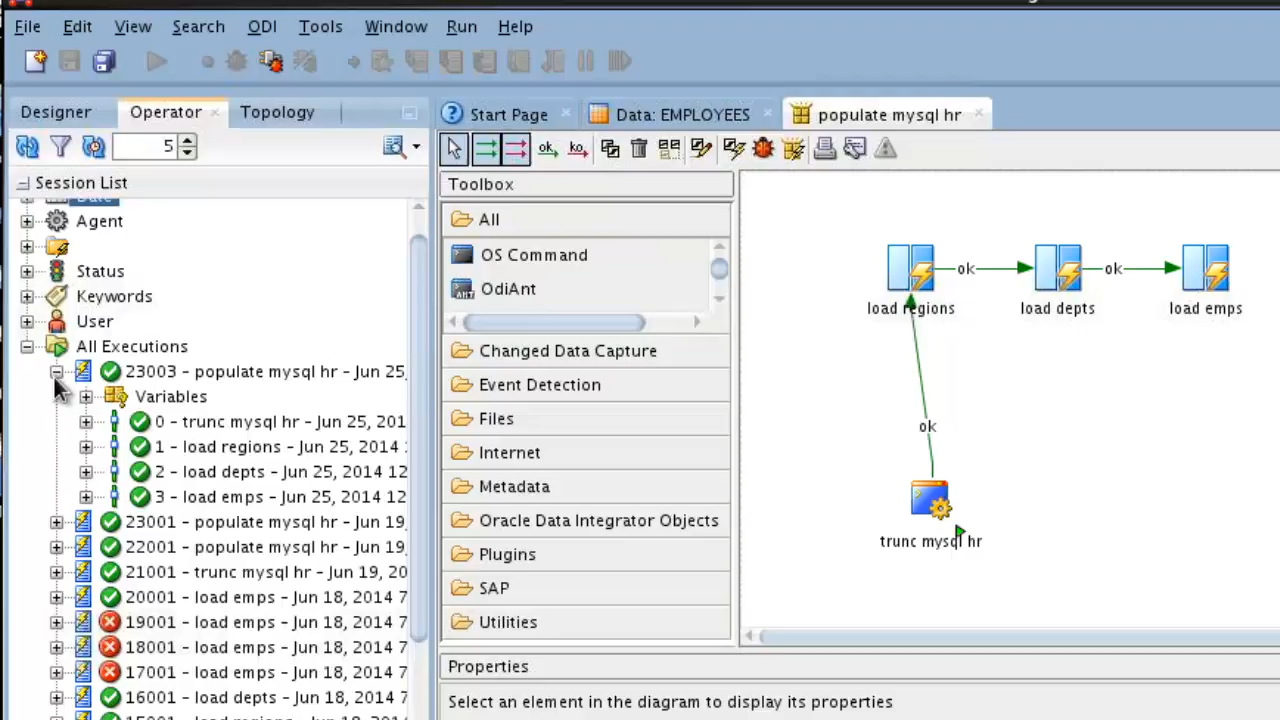 File Edit View Search ODI Tools Window Run Help
Designer Operator Topology
Start Page Data: EMPLOYEES populate mysql hr
5
ok ko
Session List
Date
Agent
Status
Keywords
User
All Executions
23003 - populate mysql hr - Jun 25,
Variables
0 - trunc mysql hr - Jun 25, 201
1 - load regions - Jun 25, 2014
2 - load depts - Jun 25, 2014 12
3 - load emps - Jun 25, 2014 12
23001 - populate mysql hr - Jun 19,
22001 - populate mysql hr - Jun 19,
21001 - trunc mysql hr - Jun 19, 20
20001 - load emps - Jun 18, 2014 7
19001 - load emps - Jun 18, 2014 7
18001 - load emps - Jun 18, 2014 7
17001 - load emps - Jun 18, 2014 7
16001 - load depts - Jun 18, 2014 7
Toolbox
All
OS Command
OdiAnt
Changed Data Capture
Event Detection
Files
Internet
Metadata
Oracle Data Integrator Objects
Plugins
SAP
Utilities
ok ok
load regions load depts load emps
ok
trunc mysql hr
Properties
Select an element in the diagram to display its properties